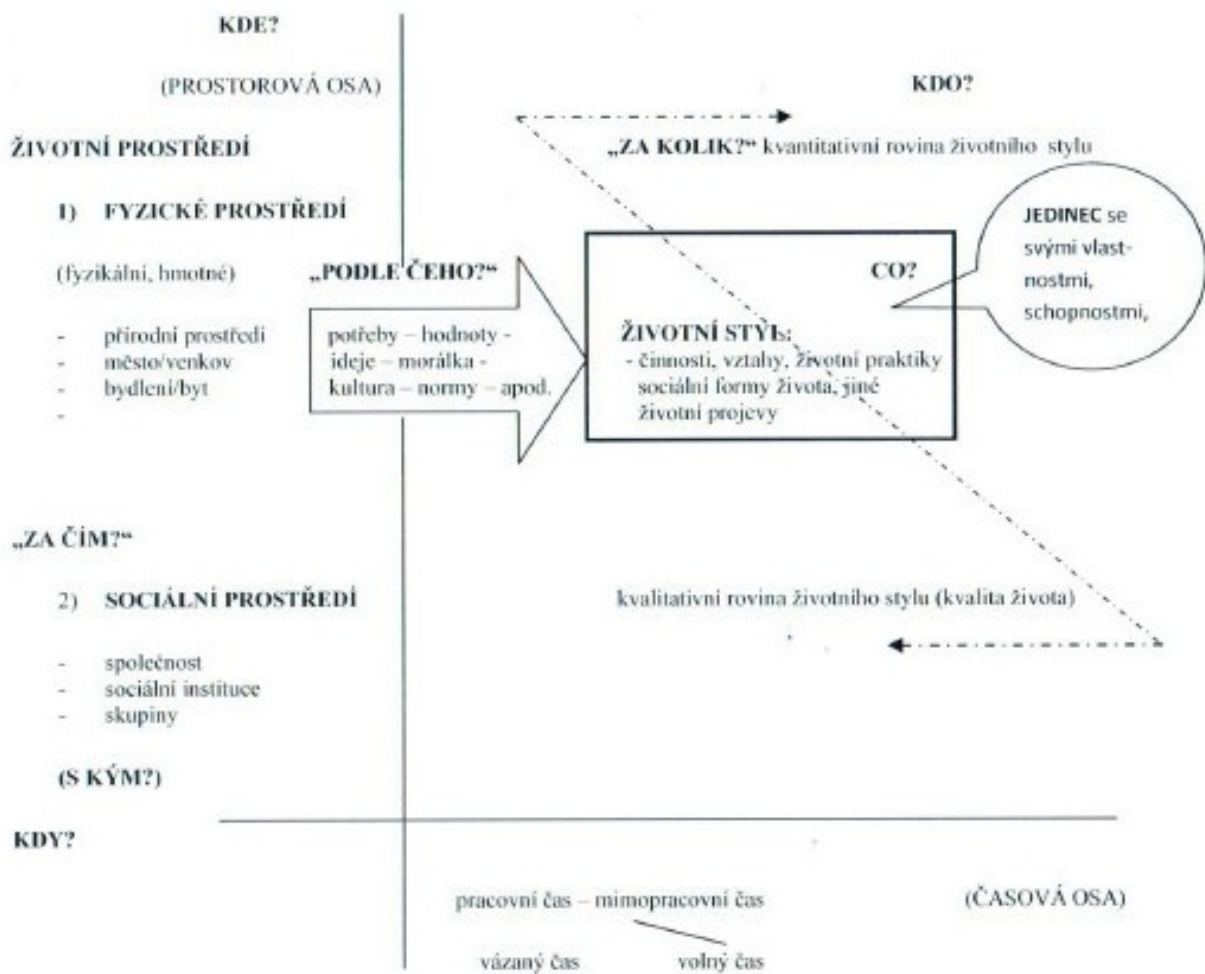 KDE?
(PROSTOROVÁ OSA)
KDO?
ŽIVOTNÍ PROSTŘEDÍ
„ZA KOLIK?“ kvantitativní rovina životního stylu
1) FYZICKÉ PROSTŘEDÍ
(fyzikální, hmotné)
- přírodní prostředí
- město/venkov
- bydlení/byt
-
„PODLE ČEHO?“
potřeby – hodnoty -
ideje – morálka -
kultura – normy – apod.
CO?
ŽIVOTNÍ STYL:
- činnosti, vztahy, životní praktiky
sociální formy života, jiné
životní projevy
JEDINEC se
svými vlast-
nostmi,
schopnostmi,
„ZA ČÍM?“
2) SOCIÁLNÍ PROSTŘEDÍ
- společnost
- sociální instituce
- skupiny
kvalitativní rovina životního stylu (kvalita života)
(S KÝM?)
KDY?
pracovní čas – mimopracovní čas
(ČASOVÁ OSA)
vázaný čas volný čas